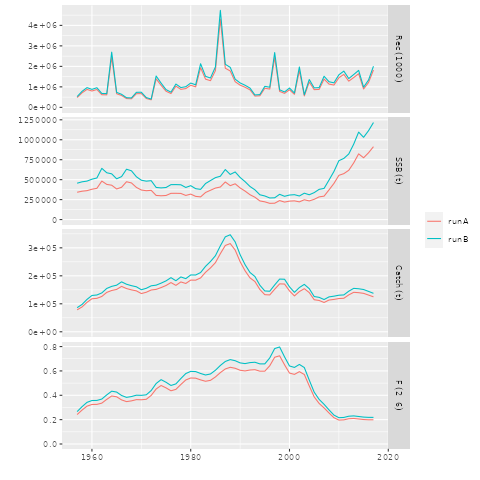 4e+06
3e+06
2e+06
1e+06
0e+00
Rec (1000)
1250000
1000000
750000
500000
250000
0
SSB (t)
3e+05
2e+05
1e+05
0e+00
Catch (t)
0.8
0.6
0.4
0.2
0.0
F (2-6)
1960
1980
2000
2020
runA
runB